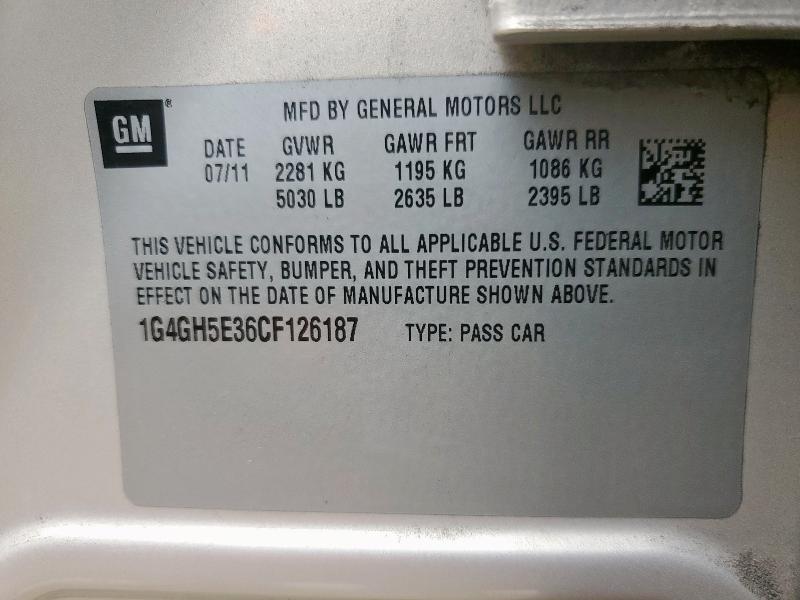 GM®
MFD BY GENERAL MOTORS LLC
DATE GVWR GAWR FRT GAWR RR
07/11 2281 KG 1195 KG 1086 KG
5030 LB 2635 LB 2395 LB
THIS VEHICLE CONFORMS TO ALL APPLICABLE U.S. FEDERAL MOTOR
VEHICLE SAFETY, BUMPER, AND THEFT PREVENTION STANDARDS IN
EFFECT ON THE DATE OF MANUFACTURE SHOWN ABOVE.
1G4GH5E36CF126187 TYPE: PASS CAR